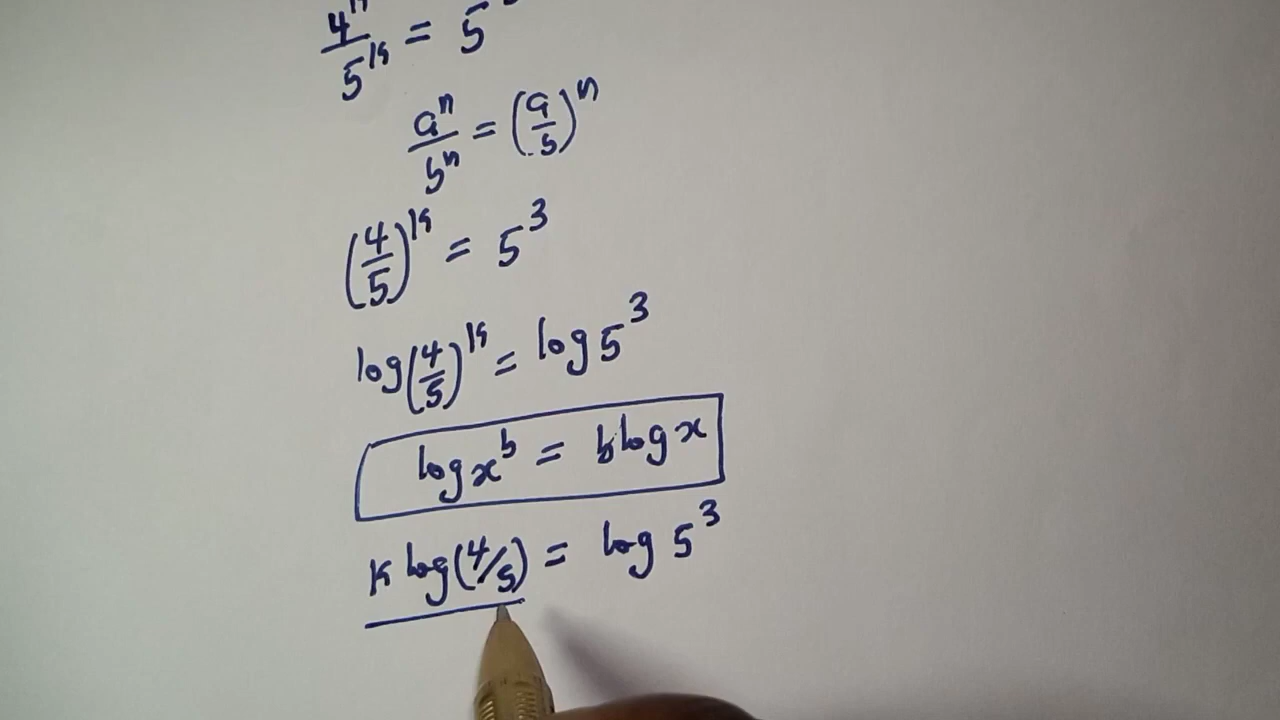 4^k/5^k = 5
a^n/b^n = (a/b)^n
(4/5)^k = 5^3
log(4/5)^k = log 5^3
log x^b = b log x
k log(4/5) = log 5^3